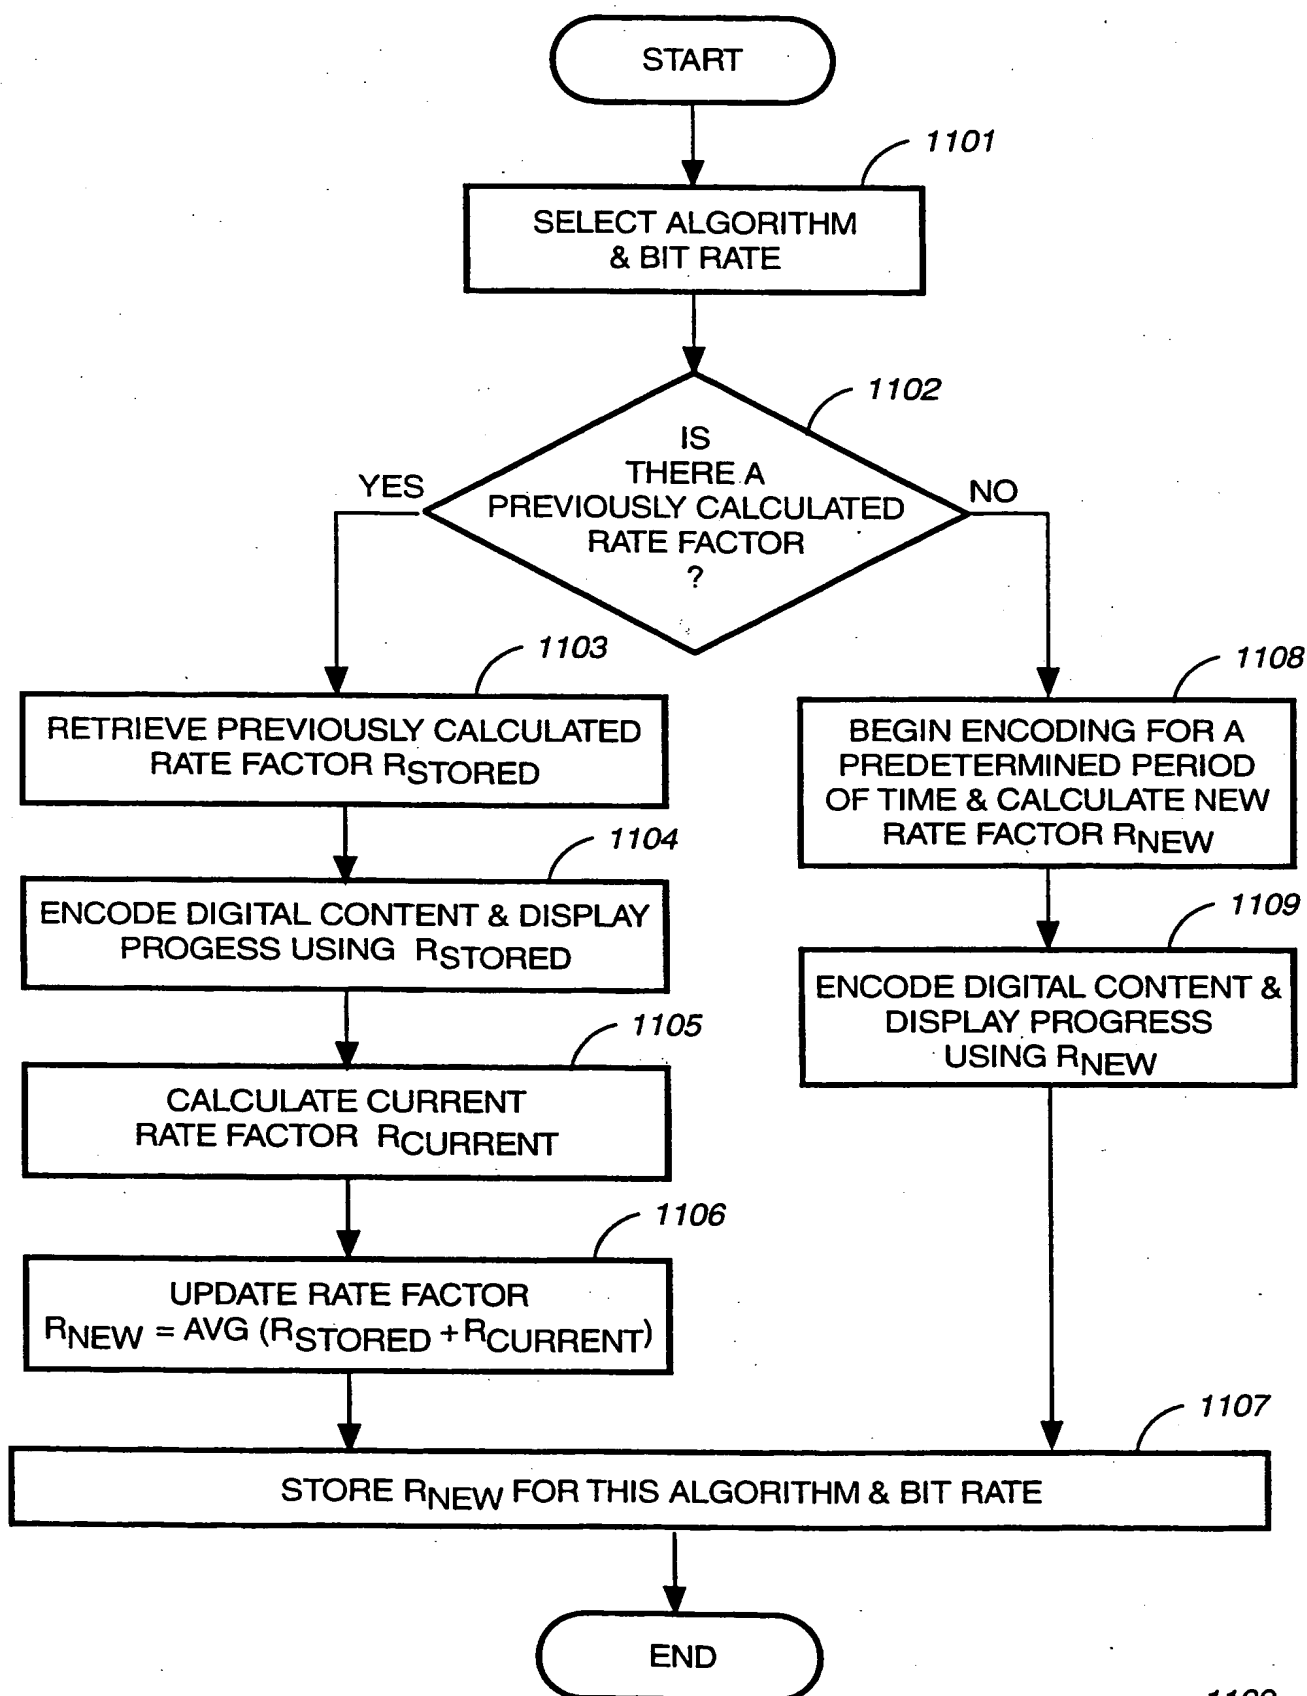 START
1101
SELECT ALGORITHM
& BIT RATE
1102
IS
THERE A
PREVIOUSLY CALCULATED
RATE FACTOR
?
YES
NO
1103
RETRIEVE PREVIOUSLY CALCULATED
RATE FACTOR RSTORED
1104
ENCODE DIGITAL CONTENT & DISPLAY
PROGESS USING RSTORED
1105
CALCULATE CURRENT
RATE FACTOR RCURRENT
1106
UPDATE RATE FACTOR
RNEW = AVG (RSTORED + RCURRENT)
1108
BEGIN ENCODING FOR A
PREDETERMINED PERIOD
OF TIME & CALCULATE NEW
RATE FACTOR RNEW
1109
ENCODE DIGITAL CONTENT &
DISPLAY PROGRESS
USING RNEW
1107
STORE RNEW FOR THIS ALGORITHM & BIT RATE
END